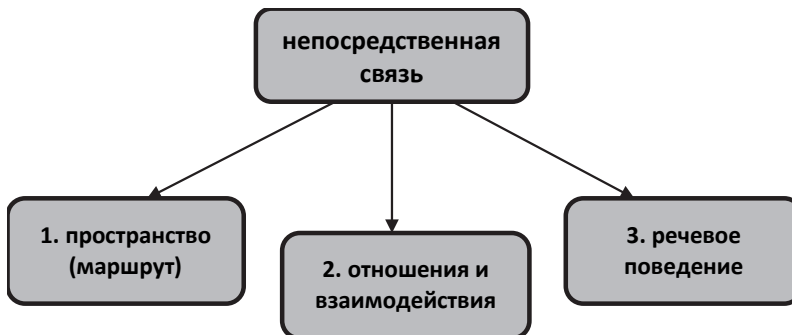 непосредственная
связь
1. пространство
(маршрут)
2. отношения и
взаимодействия
3. речевое
поведение